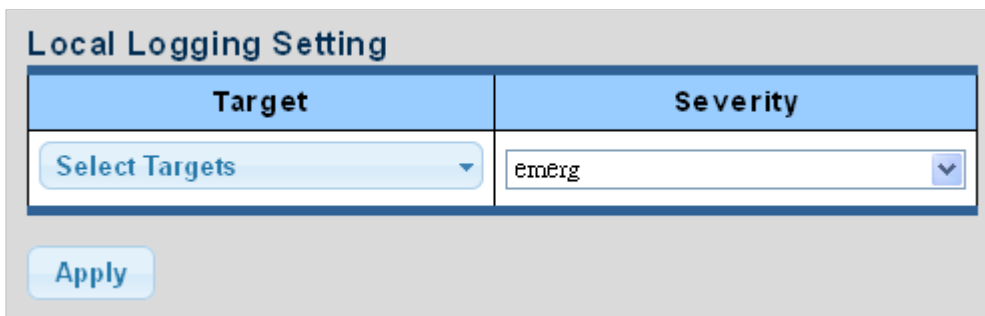 Local Logging Setting
Target Severity
Select Targets emerg
Apply